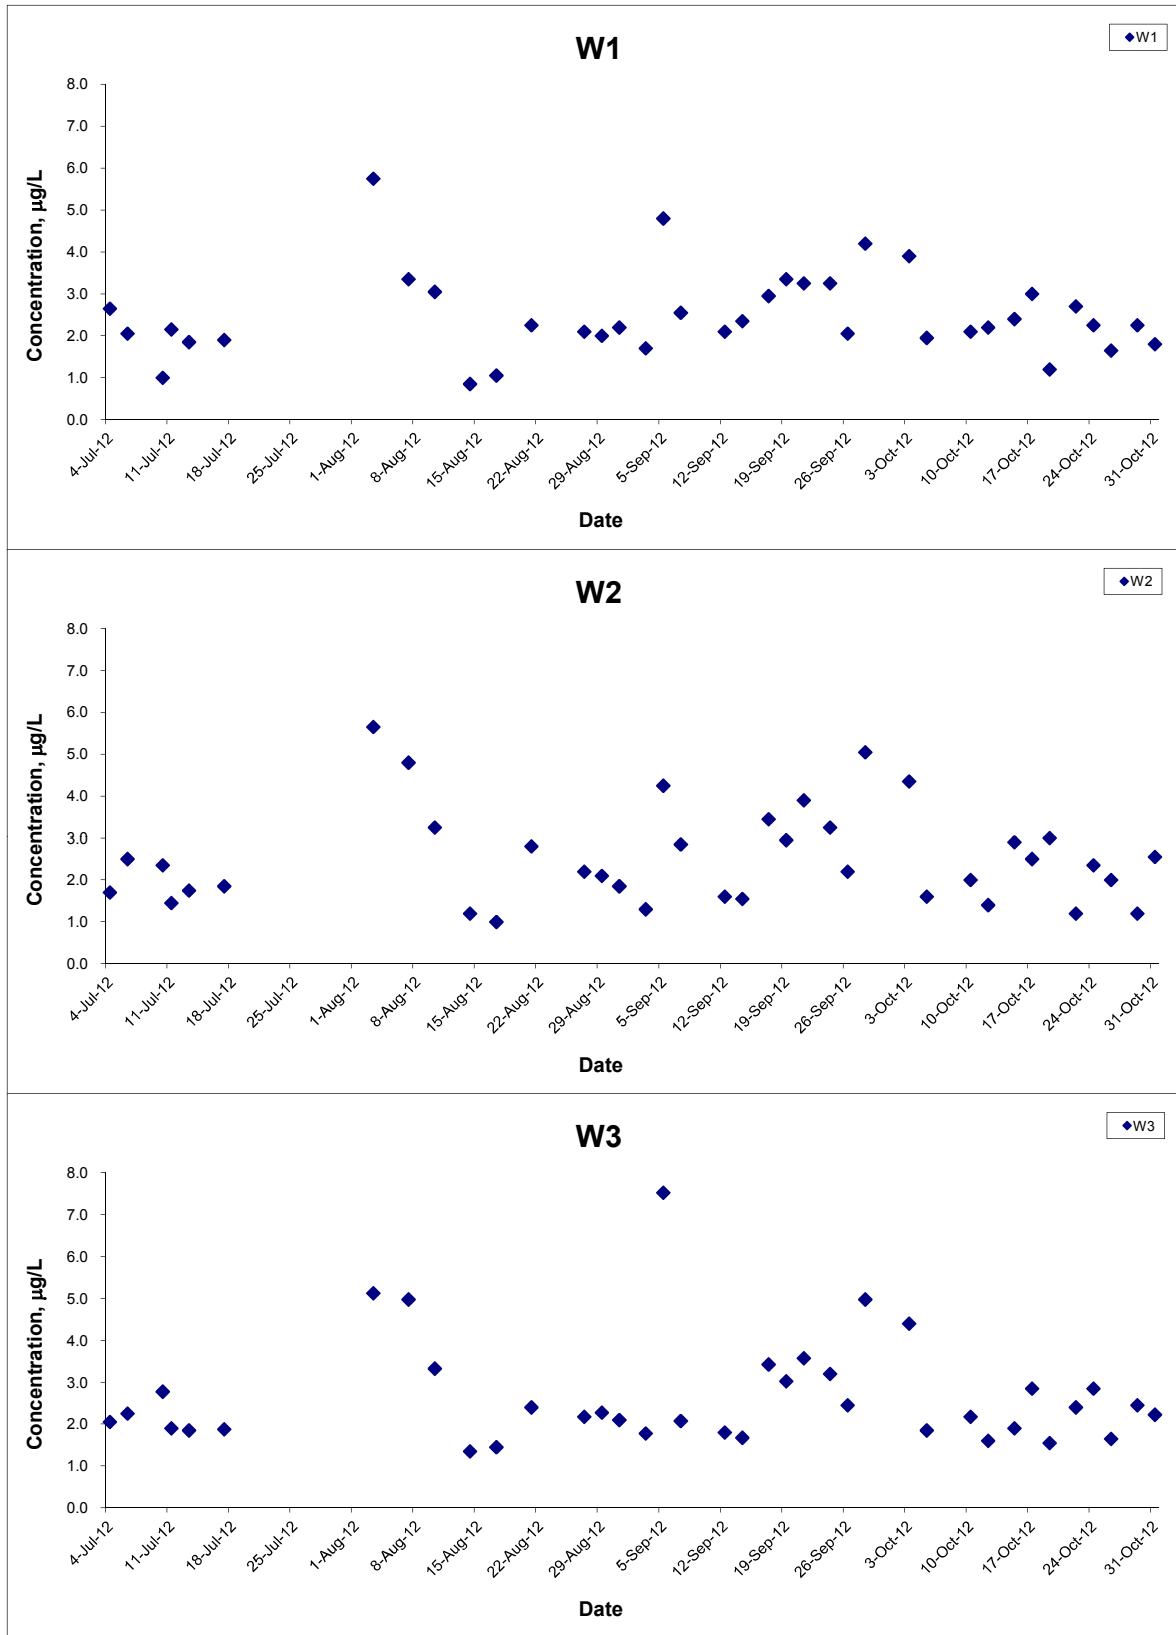 W1
W1
8.0
7.0
6.0
5.0
4.0
3.0
2.0
1.0
0.0
Concentration, µg/L
4-Jul-12
11-Jul-12
18-Jul-12
25-Jul-12
1-Aug-12
8-Aug-12
15-Aug-12
22-Aug-12
29-Aug-12
5-Sep-12
12-Sep-12
19-Sep-12
26-Sep-12
3-Oct-12
10-Oct-12
17-Oct-12
24-Oct-12
31-Oct-12
Date
W2
W2
8.0
7.0
6.0
5.0
4.0
3.0
2.0
1.0
0.0
Concentration, µg/L
4-Jul-12
11-Jul-12
18-Jul-12
25-Jul-12
1-Aug-12
8-Aug-12
15-Aug-12
22-Aug-12
29-Aug-12
5-Sep-12
12-Sep-12
19-Sep-12
26-Sep-12
3-Oct-12
10-Oct-12
17-Oct-12
24-Oct-12
31-Oct-12
Date
W3
W3
8.0
7.0
6.0
5.0
4.0
3.0
2.0
1.0
0.0
Concentration, µg/L
4-Jul-12
11-Jul-12
18-Jul-12
25-Jul-12
1-Aug-12
8-Aug-12
15-Aug-12
22-Aug-12
29-Aug-12
5-Sep-12
12-Sep-12
19-Sep-12
26-Sep-12
3-Oct-12
10-Oct-12
17-Oct-12
24-Oct-12
31-Oct-12
Date